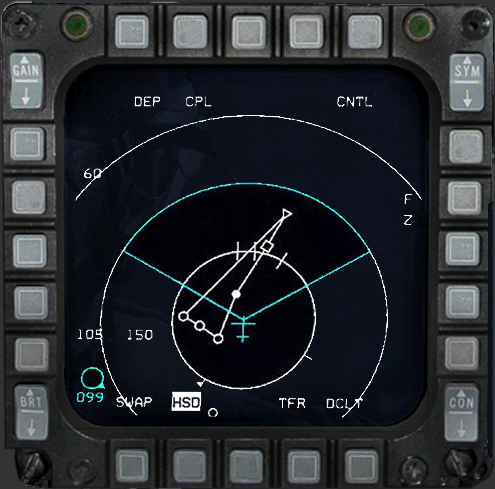 GAIN
SYM
DEP CPL CNTL
60
F
Z
105 150
099
BRT
CON
SWAP HSD TFR DCLT